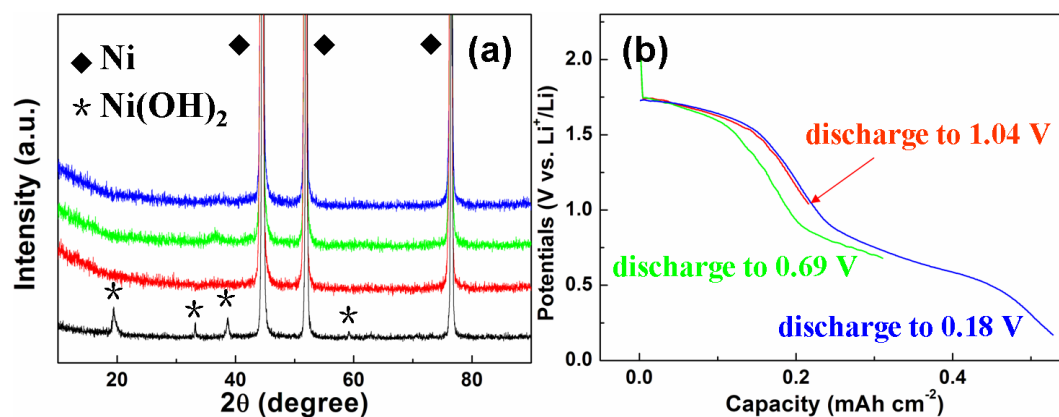 (a)
◆ Ni
* Ni(OH)2
Intensity (a.u.)
20 40 60 80
2θ (degree)
(b)
2.0
1.5
1.0
0.5
0.0
Potentials (V vs. Li+/Li)
discharge to 1.04 V
discharge to 0.69 V
discharge to 0.18 V
0.0 0.2 0.4
Capacity (mAh cm-2)